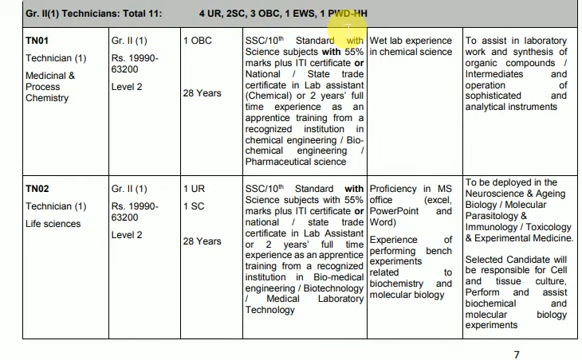 Gr. II(1) Technicians: Total 11: 4 UR, 2SC, 3 OBC, 1 EWS, 1 PWD-HH
TN01
Technician (1)
Medicinal &
Process
Chemistry
Gr. II (1)
Rs. 19990-
63200
Level 2
1 OBC
28 Years
SSC/10th Standard with
Science subjects with 55%
marks plus ITI certificate or
National / State trade
certificate in Lab assistant
(Chemical) or 2 years' full
time experience as an
apprentice training from a
recognized institution in
chemical engineering / Bio-
chemical engineering /
Pharmaceutical science
Wet lab experience
in chemical science
To assist in laboratory
work and synthesis of
organic compounds /
Intermediates and
operation of
sophisticated and
analytical instruments
TN02
Technician (1)
Life sciences
Gr. II (1)
Rs. 19990-
63200
Level 2
1 UR
1 SC
28 Years
SSC/10th Standard with
Science subjects with 55%
marks plus ITI certificate or
national / state trade
certificate in Lab Assistant
or 2 years' full time
experience as an apprentice
training from a recognized
institution in Bio-medical
engineering / Biotechnology
/ Medical Laboratory
Technology
Proficiency in MS
office (excel,
PowerPoint and
Word)
Experience of
performing bench
experiments
related to
biochemistry and
molecular biology
To be deployed in the
Neuroscience & Ageing
Biology / Molecular
Parasitology &
Immunology / Toxicology
& Experimental Medicine.
Selected Candidate will
be responsible for Cell
and tissue culture,
Perform and assist
biochemical and
molecular biology
experiments
7